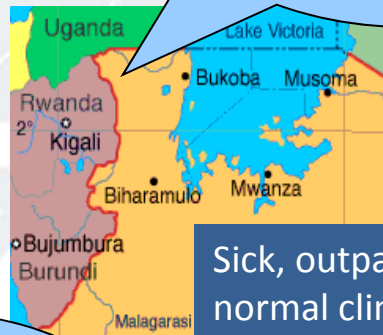 Uganda
Lake Victoria
Bukoba
Musoma
Rwanda
2°
Kigali
Biharamulo
Mwanza
Bujumbura
Burundi
Malagarasi
Sick, outpa
normal clin